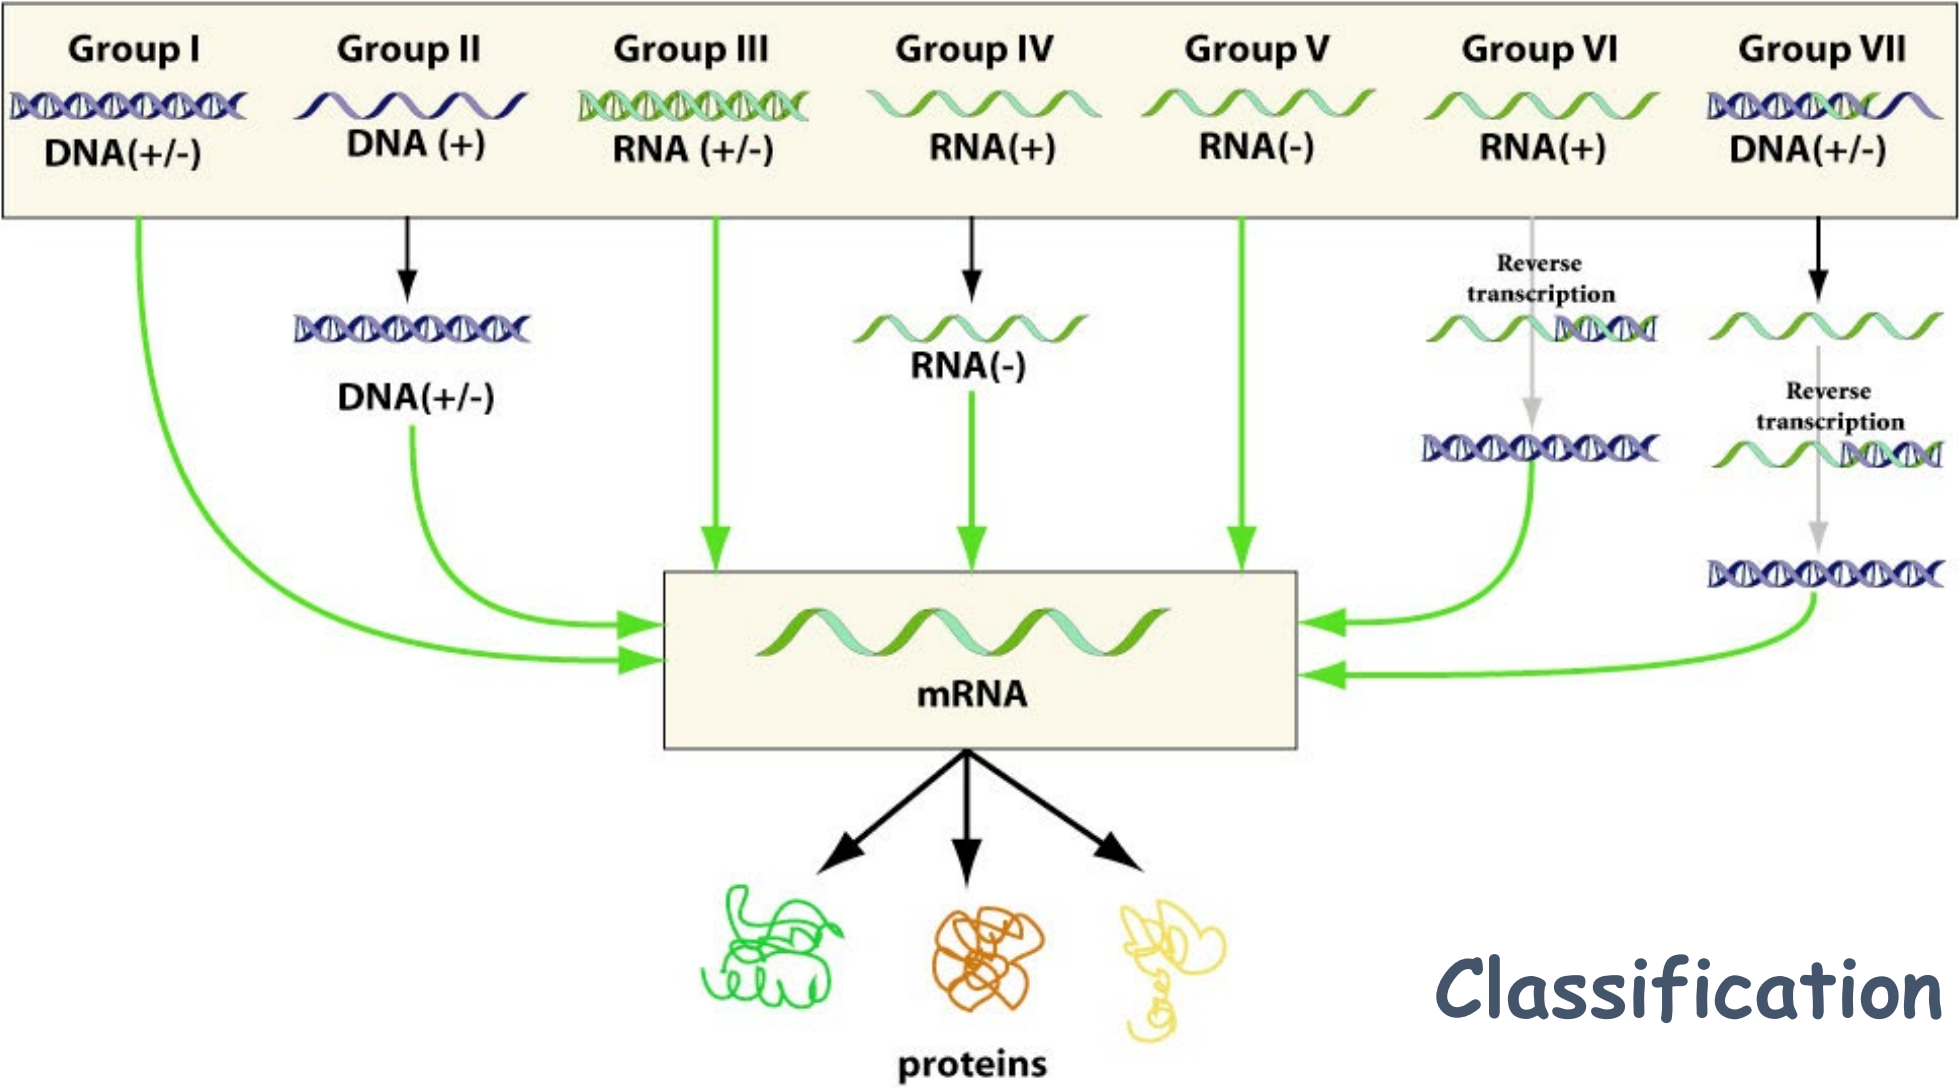 Group I
DNA(+/-)
Group II
DNA (+)
Group III
RNA (+/-)
Group IV
RNA(+)
Group V
RNA(-)
Group VI
RNA(+)
Group VII
DNA(+/-)
DNA(+/-)
RNA(-)
Reverse
transcription
Reverse
transcription
mRNA
proteins
Classification